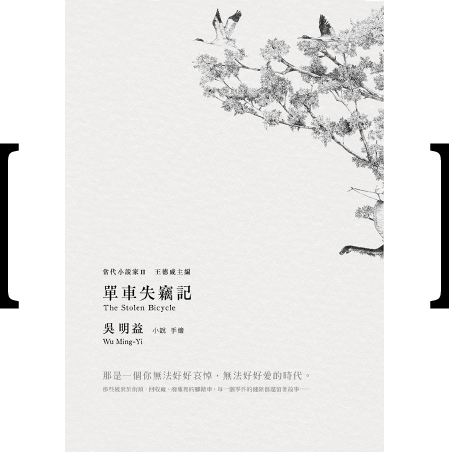 當代小說家 II 王德威主編
單車失竊記
The Stolen Bicycle
吳明益 小說 手繪
Wu Ming-Yi
那是一個你無法好好哀悼，無法好好愛的時代。